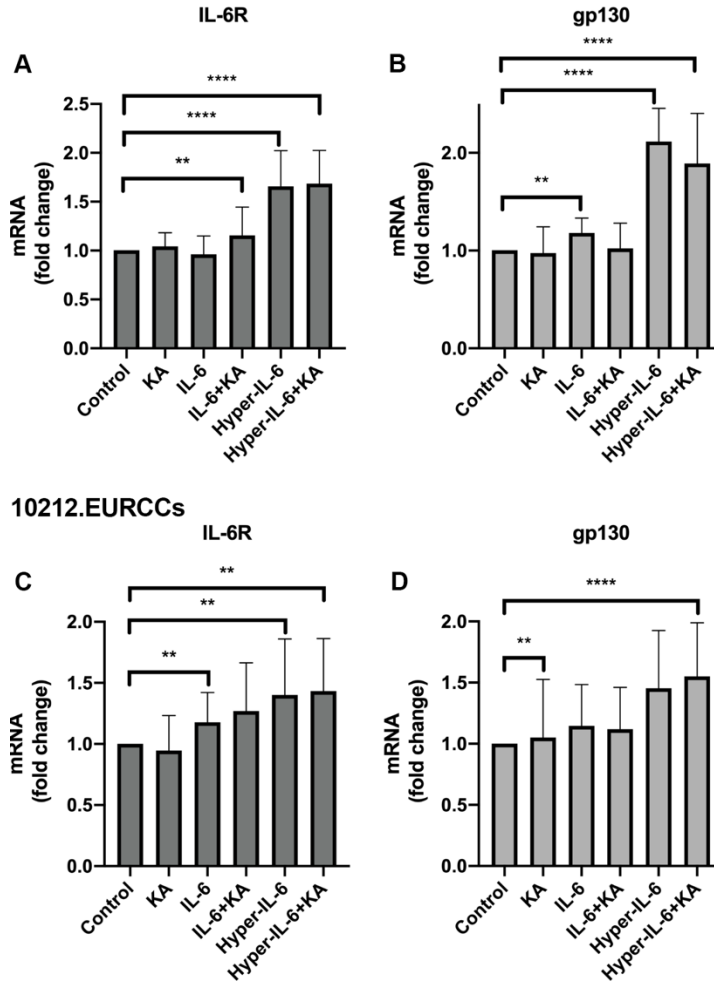 IL-6R
gp130
A
B
****
****
**
****
****
**
mRNA
(fold change)
2.5
2.0
1.5
1.0
0.5
0.0
mRNA
(fold change)
2.0
1.5
1.0
0.5
0.0
Control
KA
IL-6
IL-6+KA
Hyper-IL-6
Hyper-IL-6+KA
Control
KA
IL-6
IL-6+KA
Hyper-IL-6
Hyper-IL-6+KA
10212.EURCCs
IL-6R
gp130
C
D
**
**
**
****
**
mRNA
(fold change)
2.0
1.5
1.0
0.5
0.0
mRNA
(fold change)
2.0
1.5
1.0
0.5
0.0
Control
KA
IL-6
IL-6+KA
Hyper-IL-6
Hyper-IL-6+KA
Control
KA
IL-6
IL-6+KA
Hyper-IL-6
Hyper-IL-6+KA